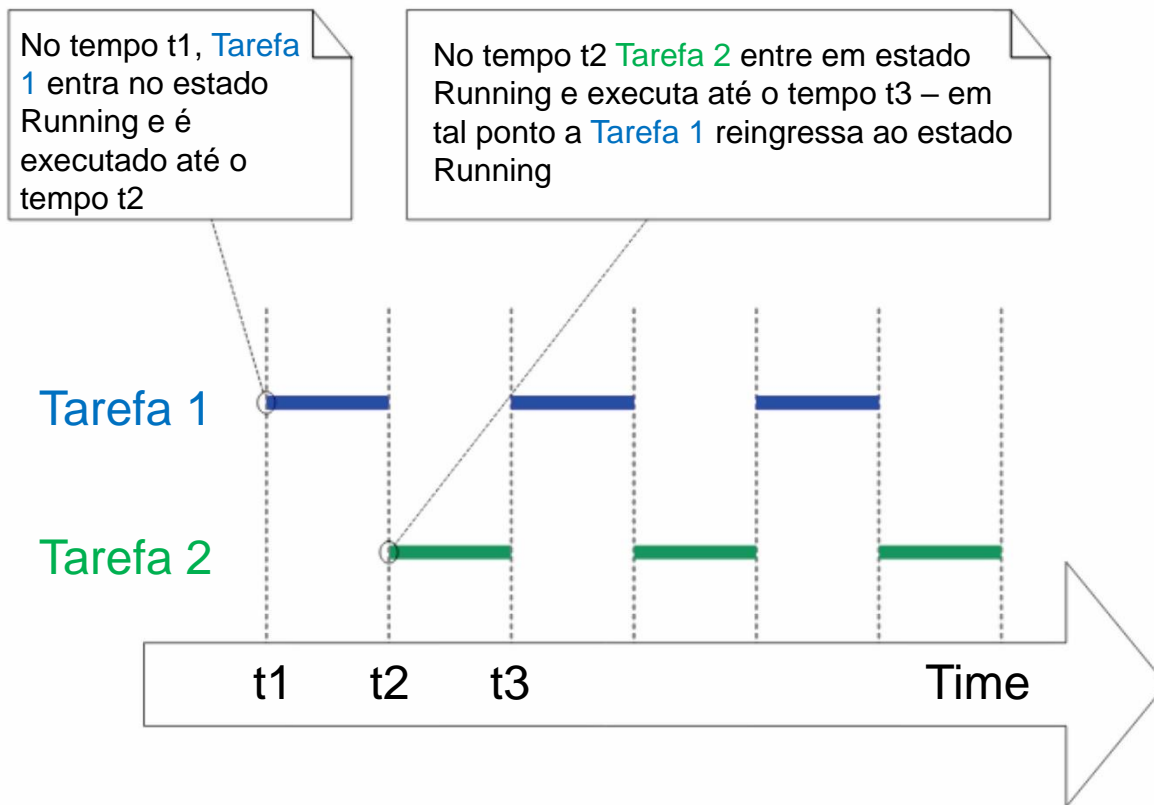 No tempo t1, Tarefa
1 entra no estado
Running e é
executado até o
tempo t2
No tempo t2 Tarefa 2 entre em estado
Running e executa até o tempo t3 – em
tal ponto a Tarefa 1 reingressa ao estado
Running
Tarefa 1
Tarefa 2
t1 t2 t3 Time